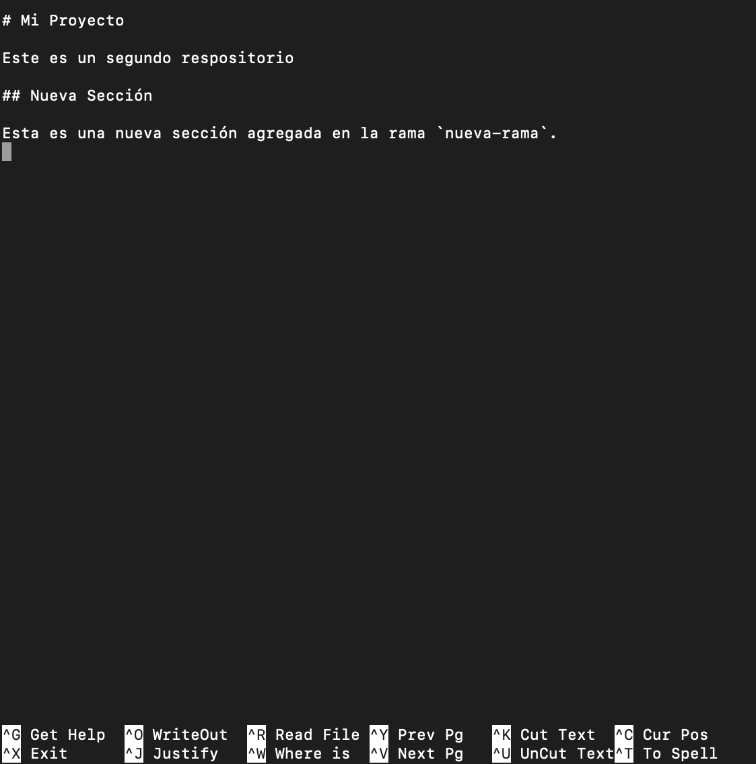 # Mi Proyecto
Este es un segundo respositorio
## Nueva Sección
Esta es una nueva sección agregada en la rama `nueva-rama`.
^G Get Help ^O WriteOut ^R Read File ^Y Prev Pg ^K Cut Text ^C Cur Pos
^X Exit ^J Justify ^W Where is ^V Next Pg ^U UnCut Text ^T To Spell